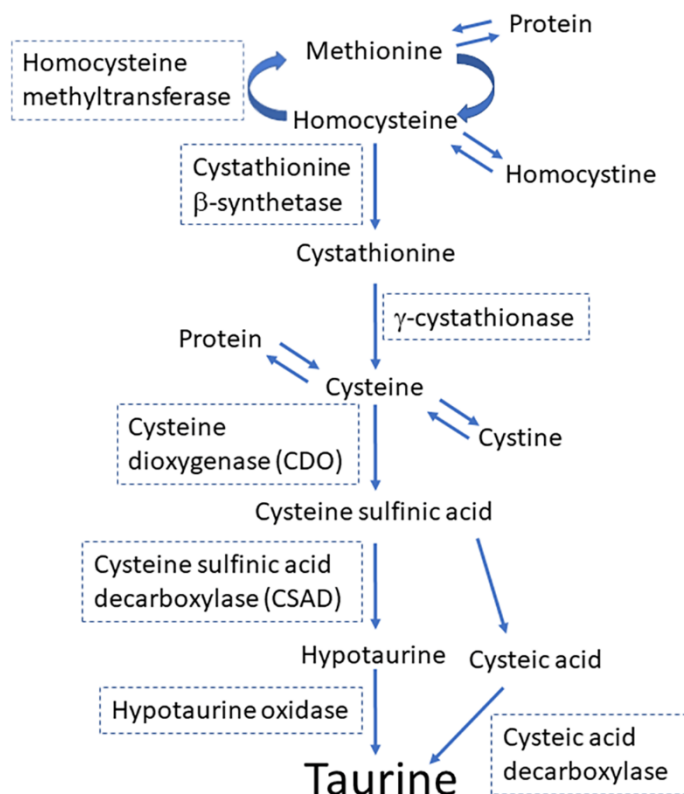 Protein
Methionine
Homocysteine
methyltransferase
Homocysteine
Homocystine
Cystathionine
β-synthetase
Cystathionine
γ-cystathionase
Protein
Cysteine
Cystine
Cysteine
dioxygenase (CDO)
Cysteine sulfinic acid
Cysteine sulfinic acid
decarboxylase (CSAD)
Hypotaurine
Cysteic acid
Hypotaurine oxidase
Cysteic acid
decarboxylase
Taurine